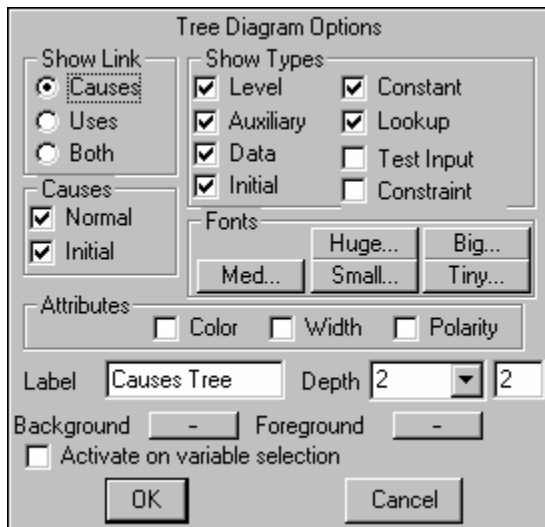 Tree Diagram Options
Show Link
Causes
Uses
Both
Show Types
Level
Constant
Auxiliary
Lookup
Data
Test Input
Initial
Constraint
Causes
Normal
Initial
Fonts
Huge... Big...
Med... Small... Tiny...
Attributes
Color Width Polarity
Label Causes Tree Depth 2 2
Background - Foreground -
Activate on variable selection
OK Cancel